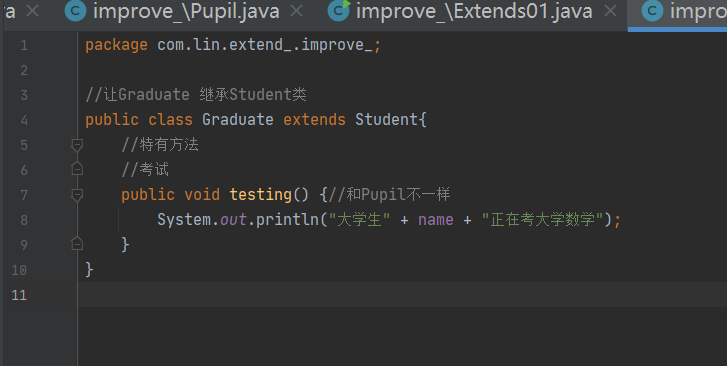 a
improve_\Pupil.java
improve_\Extends01.java
impro
1 package com.lin.extend_.improve_;
2
3 //让Graduate 继承Student类
4 public class Graduate extends Student{
5 //特有方法
6 //考试
7 public void testing() {//和Pupil不一样
8 System.out.println("大学生" + name + "正在考大学数学");
9 }
10 }
11